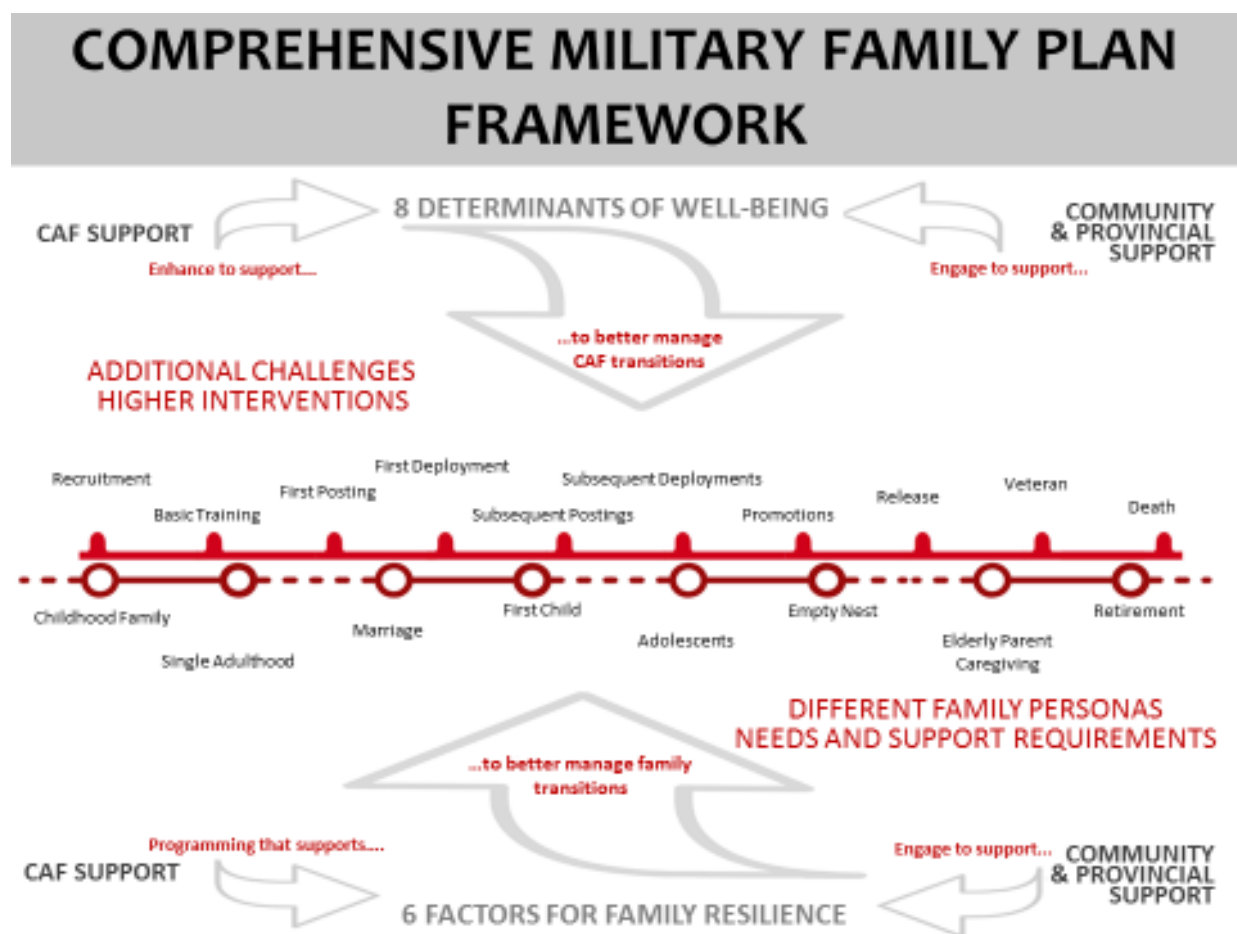 COMPREHENSIVE MILITARY FAMILY PLAN
FRAMEWORK
8 DETERMINANTS OF WELL-BEING
CAF SUPPORT
Enhance to support....
COMMUNITY
& PROVINCIAL
SUPPORT
Engage to support...
...to better manage
CAF transitions
ADDITIONAL CHALLENGES
HIGHER INTERVENTIONS
Recruitment
Basic Training
First Posting
First Deployment
Subsequent Postings
Subsequent Deployments
Promotions
Release
Veteran
Death
Childhood Family
Single Adulthood
Marriage
First Child
Adolescents
Empty Nest
Elderly Parent
Caregiving
Retirement
DIFFERENT FAMILY PERSONAS
NEEDS AND SUPPORT REQUIREMENTS
...to better manage family
transitions
Programming that supports....
CAF SUPPORT
Engage to support...
COMMUNITY
& PROVINCIAL
SUPPORT
6 FACTORS FOR FAMILY RESILIENCE